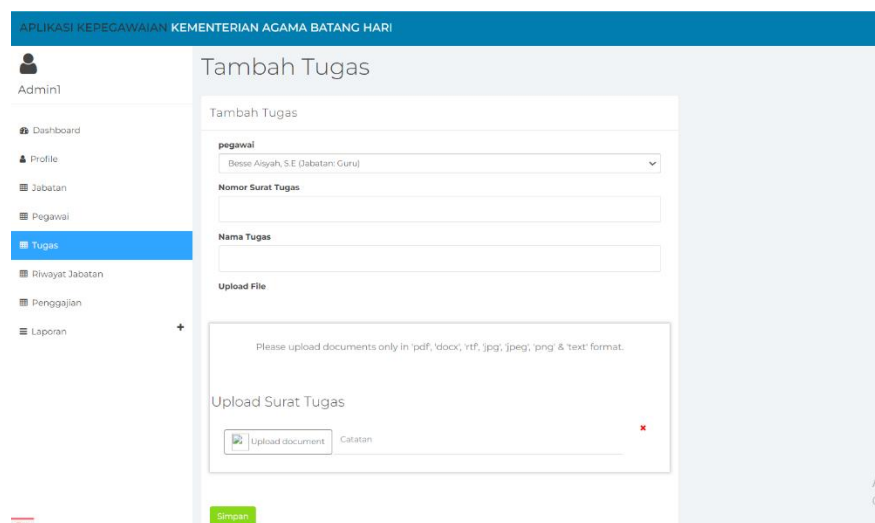 APLIKASI KEPEGAWAIAN KEMENTERIAN AGAMA BATANG HARI
Admin1
Dashboard
Profile
Jabatan
Pegawai
Tugas
Riwayat Jabatan
Penggajian
Laporan
+
Tambah Tugas
Tambah Tugas
pegawai
Besse Aisyah, S.E (Jabatan: Guru)
Nomor Surat Tugas
Nama Tugas
Upload File
Please upload documents only in 'pdf', 'docx', 'rtf', 'jpg', 'jpeg', 'png' & 'text' format.
Upload Surat Tugas
Upload document
Catatan
Simpan